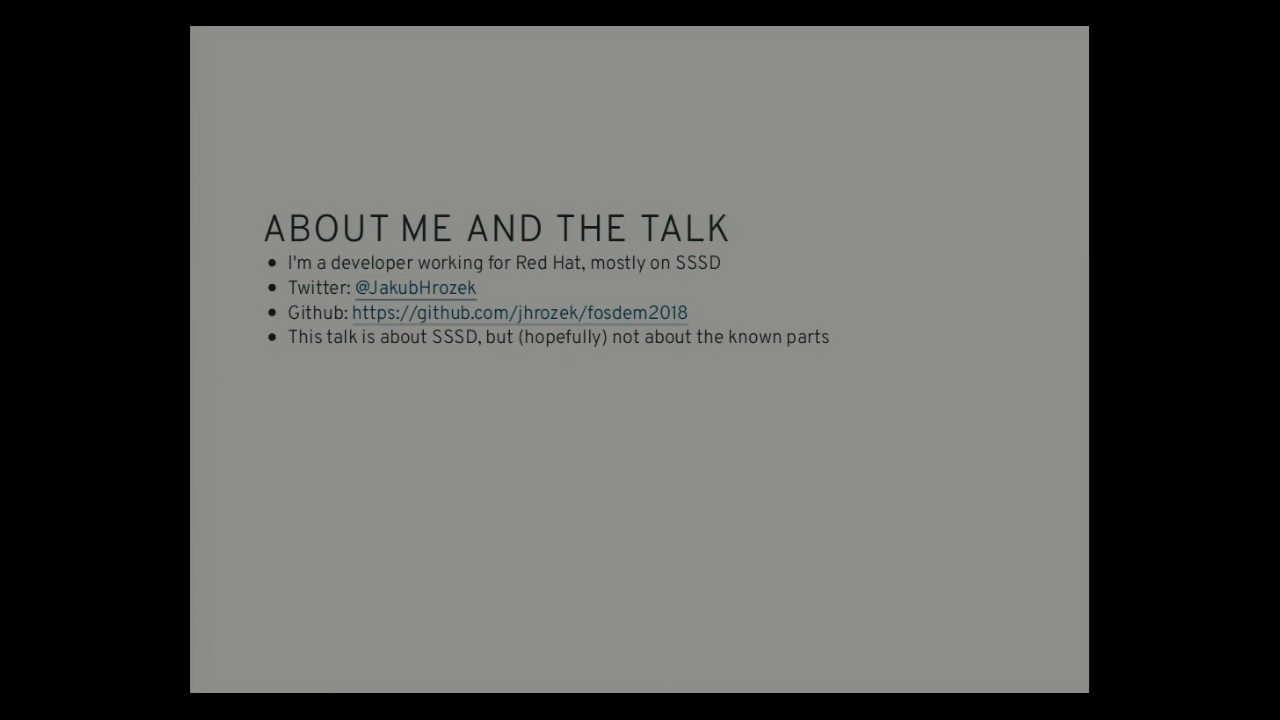 ABOUT ME AND THE TALK
I'm a developer working for Red Hat, mostly on SSSD
Twitter: @JakubHrozek
Github: https://github.com/jhrozek/fosdem2018
This talk is about SSSD, but (hopefully) not about the known parts